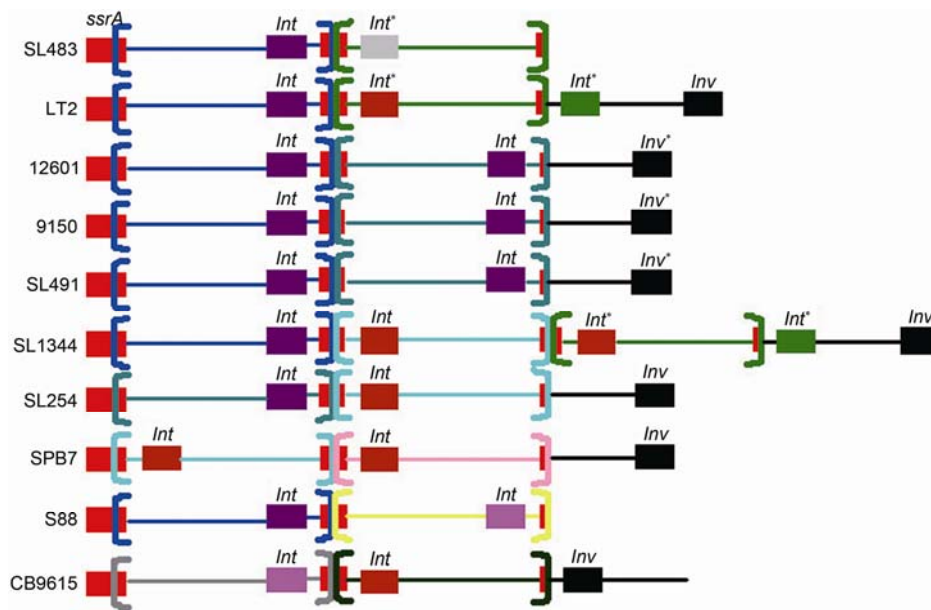 ssrA Int Int*
SL483
Int Int* Int* Inv
LT2
Int Int Inv*
12601
Int Int Inv*
9150
Int Int Inv*
SL491
Int Int Int* Int* Inv
SL1344
Int Int Inv
SL254
Int Int Inv
SPB7
Int Int
S88
Int Int Inv
CB9615